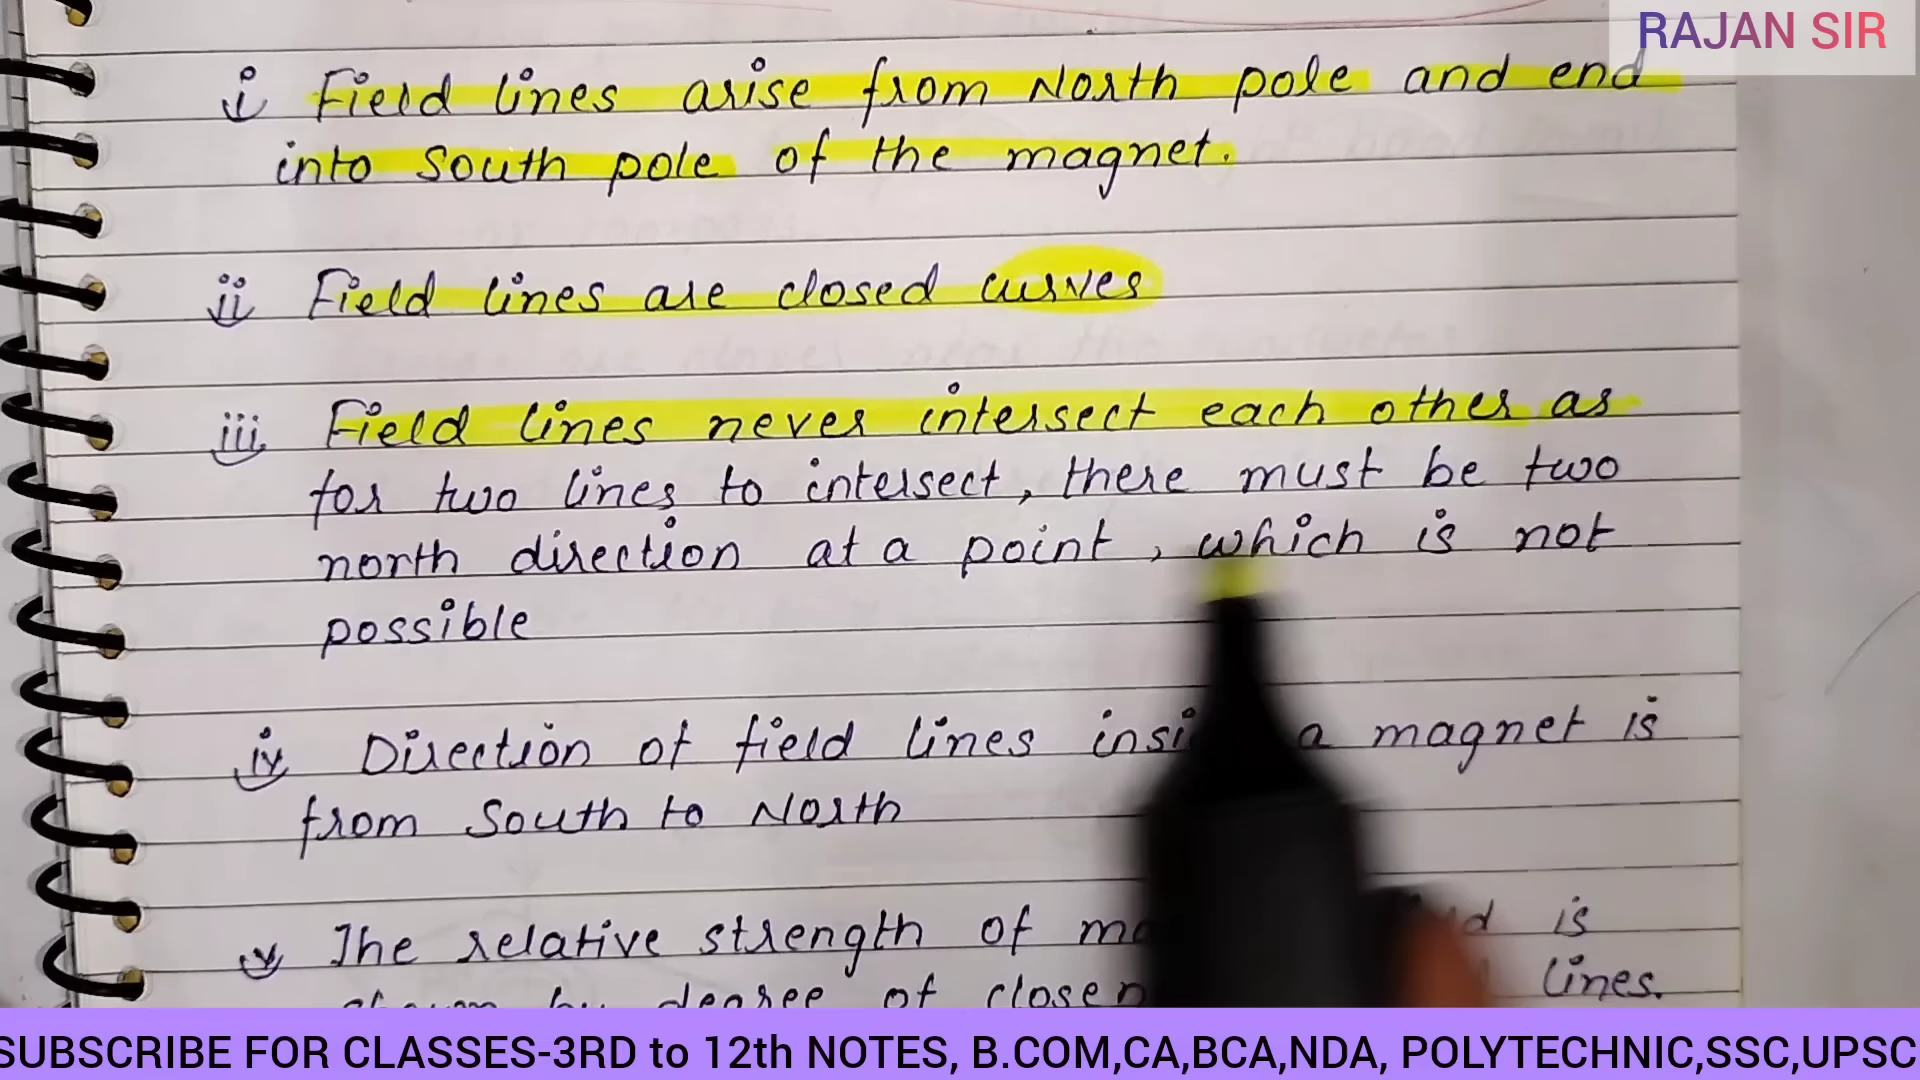 RAJAN SIR
i Field lines arise from North pole and end
into South pole of the magnet.
ii Field lines are closed curves
iii Field lines never intersect each other as
for two lines to intersect, there must be two
north direction at a point, which is not
possible
iv Direction of field lines a magnet is
from South to North
v The relative strength of is
by degree of lines.
SUBSCRIBE FOR CLASSES-3RD to 12th NOTES, B.COM,CA,BCA,NDA, POLYTECHNIC,SSC,UPSC